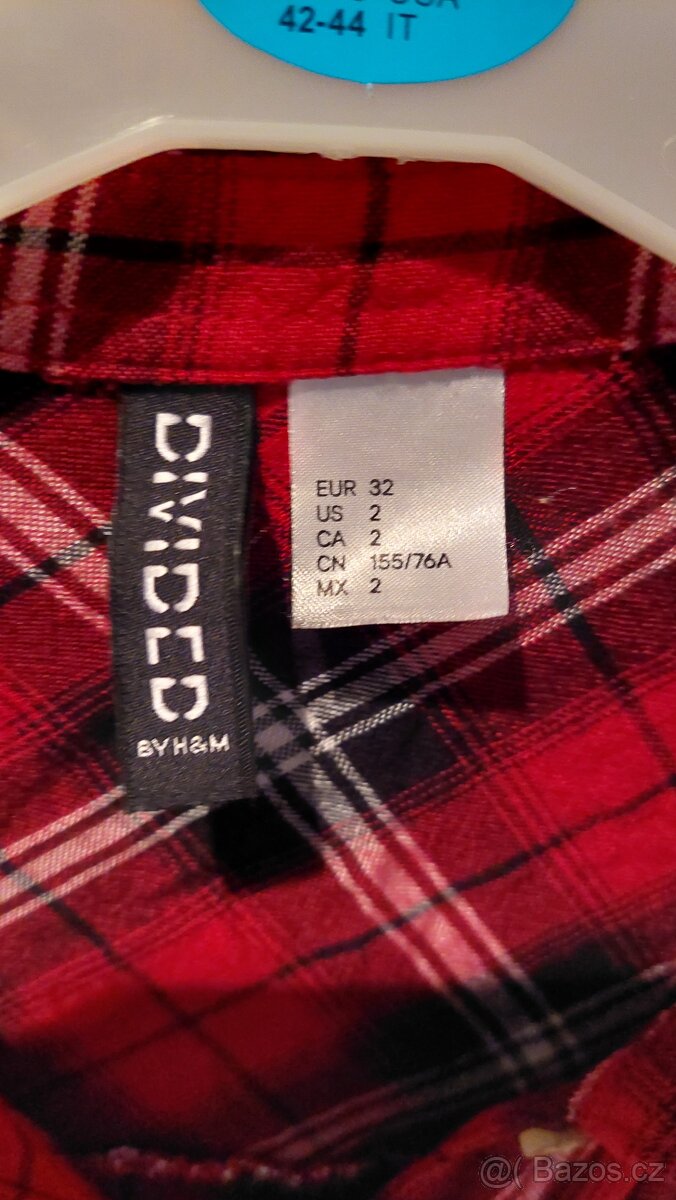 42-44 IT
DIVIDED
BY H&M
EUR 32
US 2
CA 2
CN 155/76A
MX 2
@ Bazos.cz